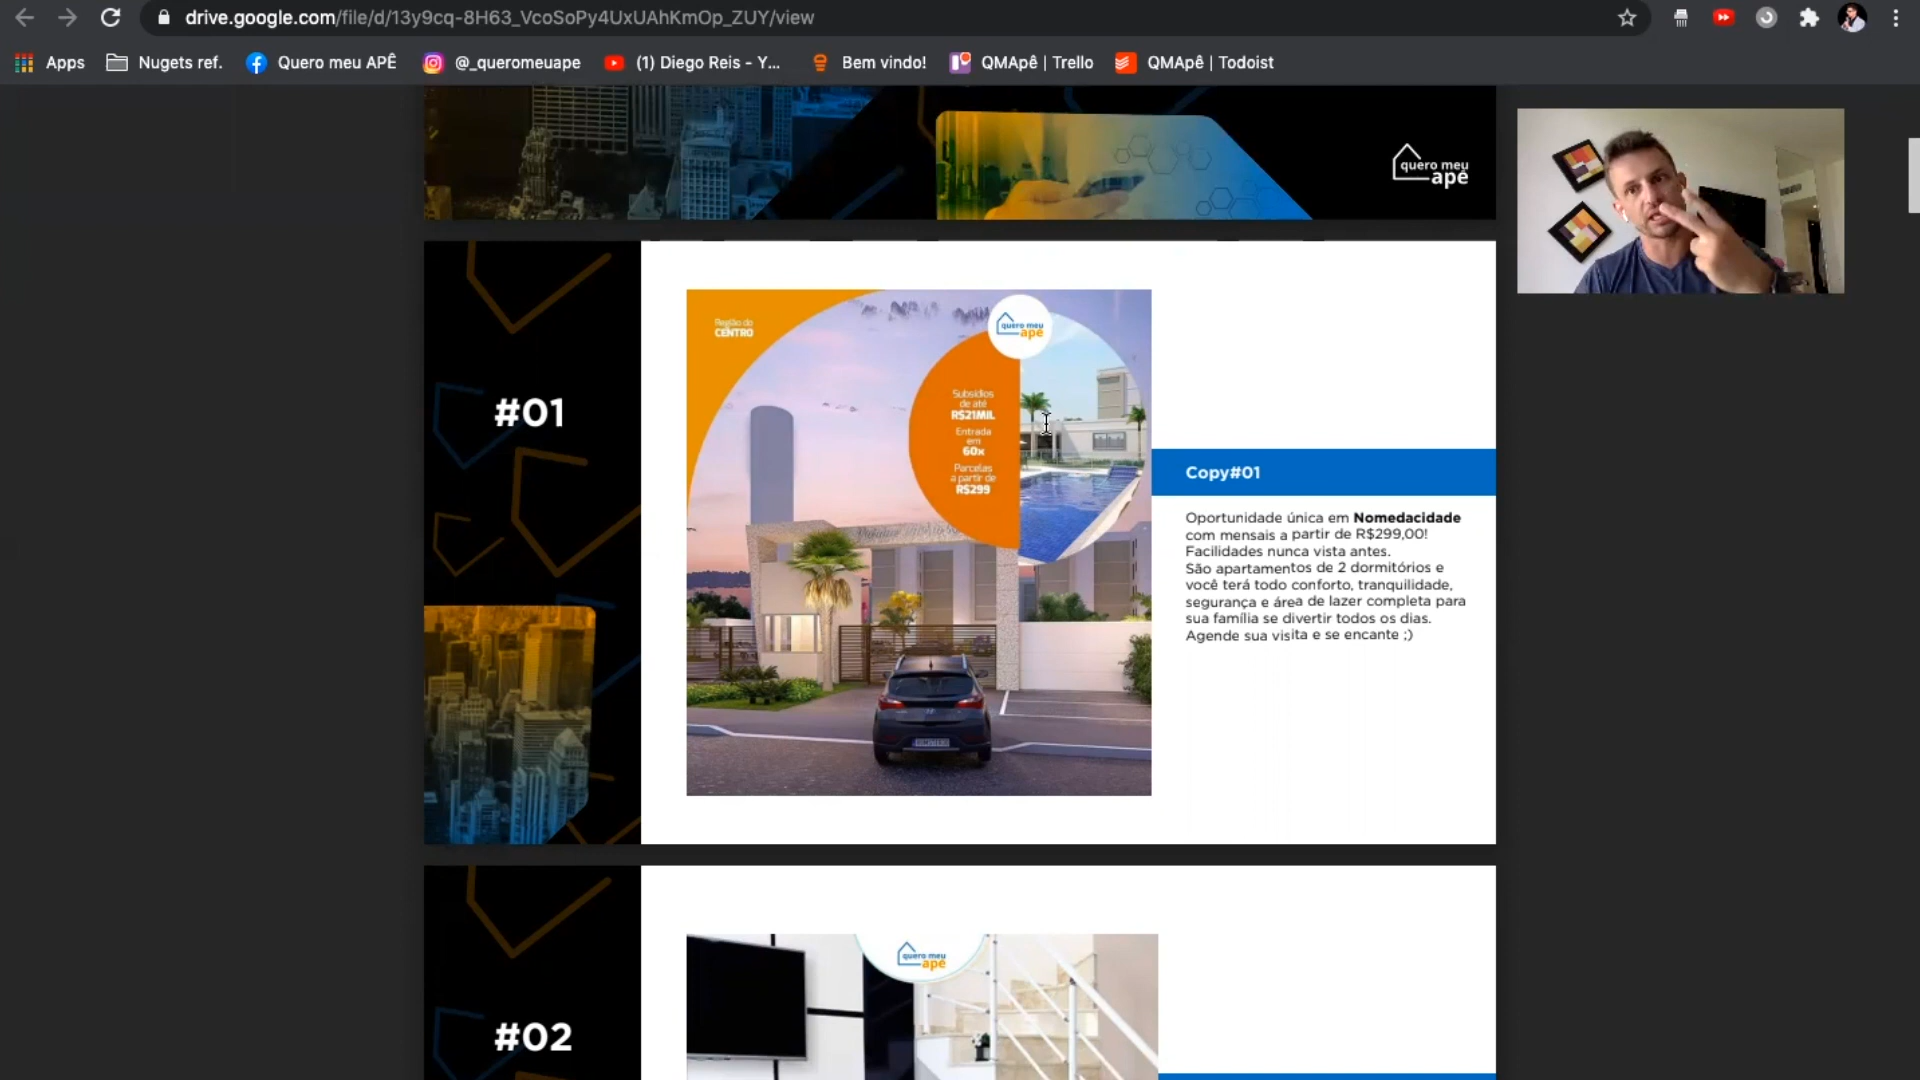 drive.google.com/file/d/13y9cq-8H63_VcoSoPy4UxUAhKmOp_ZUY/view
Apps
Nugets ref.
Quero meu APÊ
@_queromeuape
(1) Diego Reis - Y...
Bem vindo!
QMApê | Trello
QMApê | Todoist
quero meu
apê
#01
Região do
CENTRO
quero meu
apê
Subsídios
de até
R$21MIL
Entrada
em
60x
Parcelas
a partir de
R$299
Copy#01
Oportunidade única em Nomedacidade
com mensais a partir de R$299,00!
Facilidades nunca vista antes.
São apartamentos de 2 dormitórios e
você terá todo conforto, tranquilidade,
segurança e área de lazer completa para
sua família se divertir todos os dias.
Agende sua visita e se encante ;)
#02
quero meu
apê